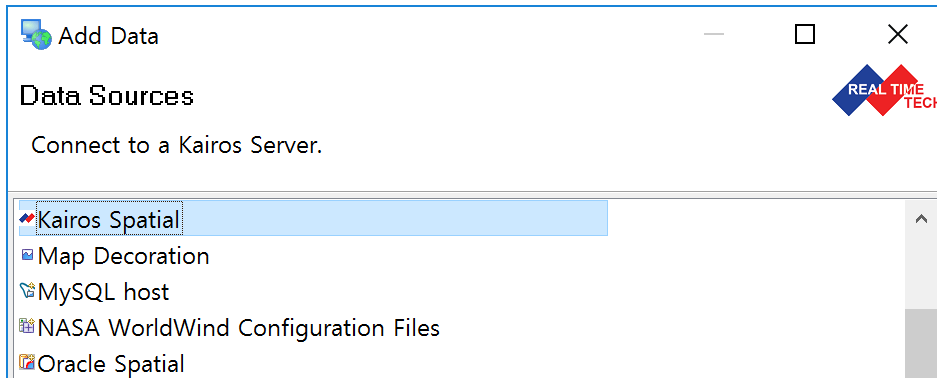 Add Data
Data Sources
REAL TIME
TECH
Connect to a Kairos Server.
Kairos Spatial
Map Decoration
MySQL host
NASA WorldWind Configuration Files
Oracle Spatial